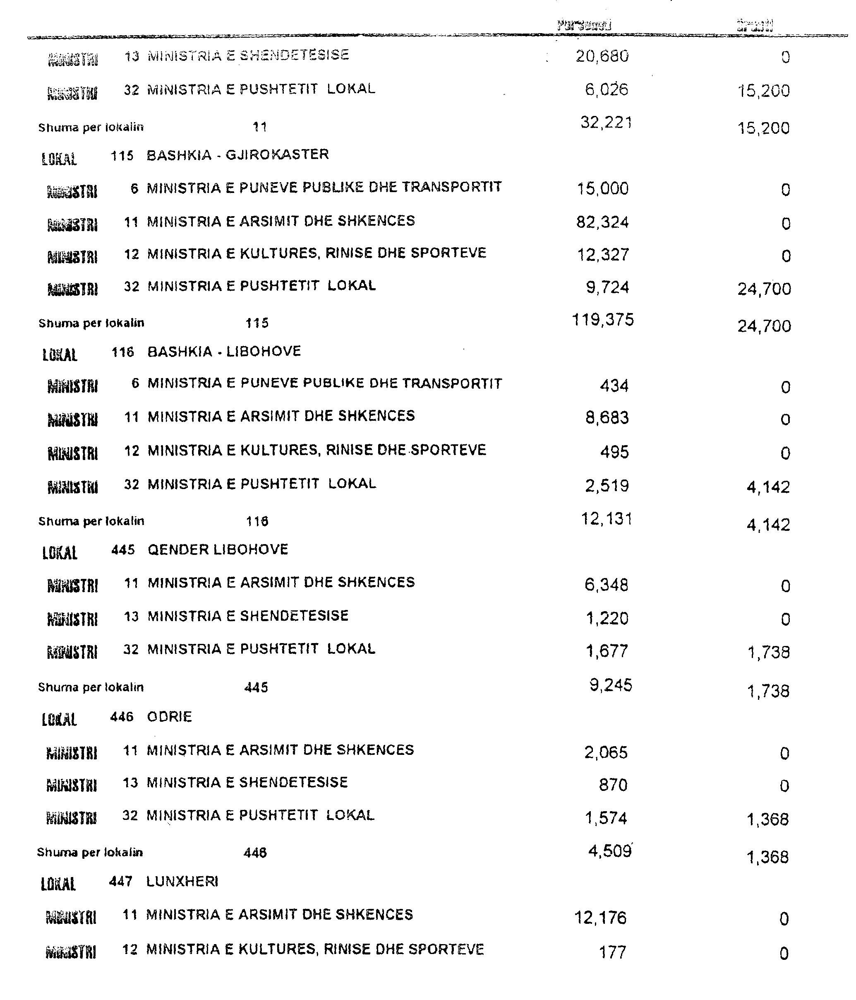 Personeli Granti
MINISTRI 13 MINISTRIA E SHENDETESISE 20,680 0
MINISTRI 32 MINISTRIA E PUSHTETIT LOKAL 6,026 15,200
Shuma per lokalin 11 32,221 15,200
LOKAL 115 BASHKIA - GJIROKASTER
MINISTRI 6 MINISTRIA E PUNEVE PUBLIKE DHE TRANSPORTIT 15,000 0
MINISTRI 11 MINISTRIA E ARSIMIT DHE SHKENCES 82,324 0
MINISTRI 12 MINISTRIA E KULTURES, RINISE DHE SPORTEVE 12,327 0
MINISTRI 32 MINISTRIA E PUSHTETIT LOKAL 9,724 24,700
Shuma per lokalin 115 119,375 24,700
LOKAL 116 BASHKIA - LIBOHOVE
MINISTRI 6 MINISTRIA E PUNEVE PUBLIKE DHE TRANSPORTIT 434 0
MINISTRI 11 MINISTRIA E ARSIMIT DHE SHKENCES 8,683 0
MINISTRI 12 MINISTRIA E KULTURES, RINISE DHE SPORTEVE 495 0
MINISTRI 32 MINISTRIA E PUSHTETIT LOKAL 2,519 4,142
Shuma per lokalin 116 12,131 4,142
LOKAL 445 QENDER LIBOHOVE
MINISTRI 11 MINISTRIA E ARSIMIT DHE SHKENCES 6,348 0
MINISTRI 13 MINISTRIA E SHENDETESISE 1,220 0
MINISTRI 32 MINISTRIA E PUSHTETIT LOKAL 1,677 1,738
Shuma per lokalin 445 9,245 1,738
LOKAL 446 ODRIE
MINISTRI 11 MINISTRIA E ARSIMIT DHE SHKENCES 2,065 0
MINISTRI 13 MINISTRIA E SHENDETESISE 870 0
MINISTRI 32 MINISTRIA E PUSHTETIT LOKAL 1,574 1,368
Shuma per lokalin 446 4,509 1,368
LOKAL 447 LUNXHERI
MINISTRI 11 MINISTRIA E ARSIMIT DHE SHKENCES 12,176 0
MINISTRI 12 MINISTRIA E KULTURES, RINISE DHE SPORTEVE 177 0